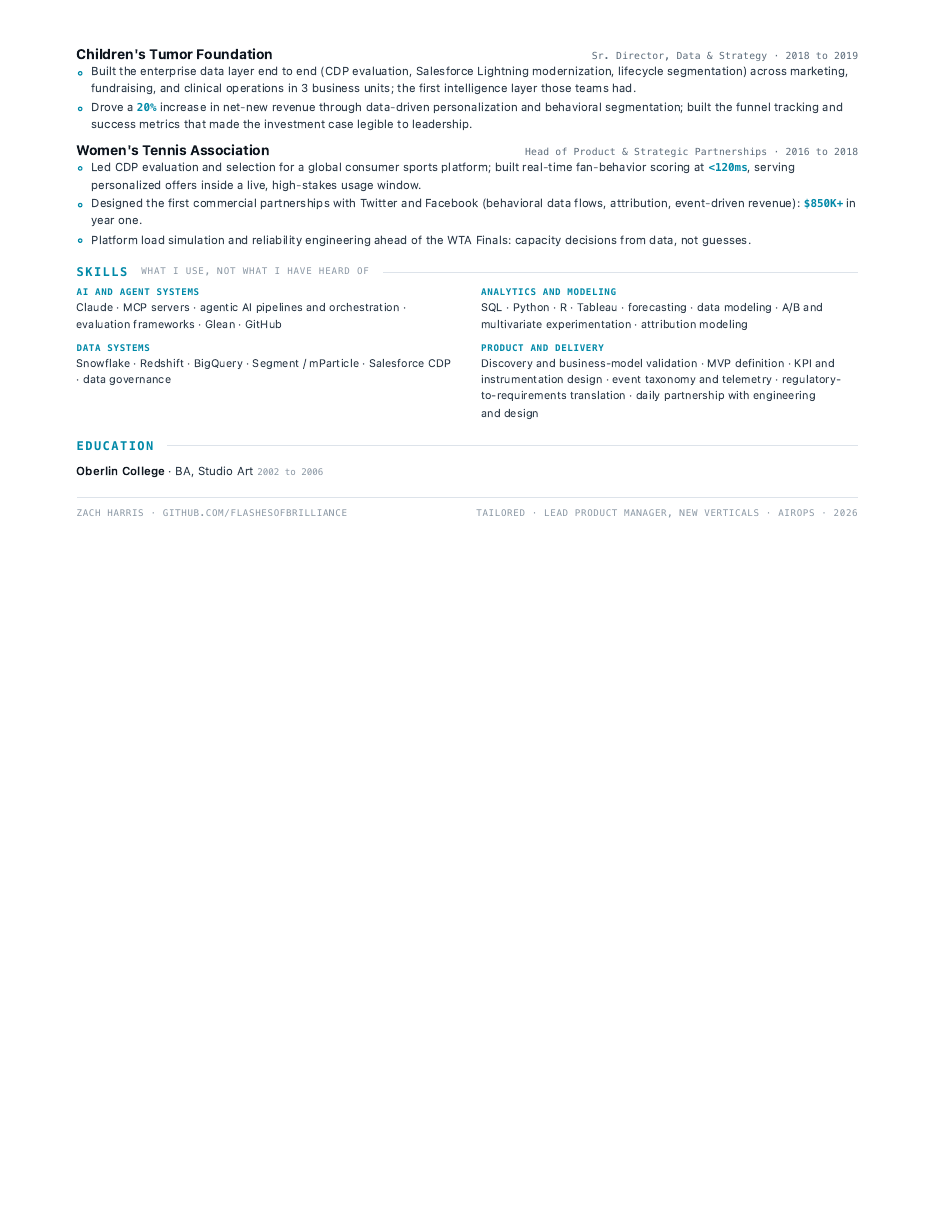 Children's Tumor Foundation Sr. Director, Data & Strategy · 2018 to 2019
Built the enterprise data layer end to end (CDP evaluation, Salesforce Lightning modernization, lifecycle segmentation) across marketing,
fundraising, and clinical operations in 3 business units; the first intelligence layer those teams had.
Drove a 20% increase in net-new revenue through data-driven personalization and behavioral segmentation; built the funnel tracking and
success metrics that made the investment case legible to leadership.
Women's Tennis Association Head of Product & Strategic Partnerships · 2016 to 2018
Led CDP evaluation and selection for a global consumer sports platform; built real-time fan-behavior scoring at <120ms, serving
personalized offers inside a live, high-stakes usage window.
Designed the first commercial partnerships with Twitter and Facebook (behavioral data flows, attribution, event-driven revenue): $850K+ in
year one.
Platform load simulation and reliability engineering ahead of the WTA Finals: capacity decisions from data, not guesses.
SKILLS WHAT I USE, NOT WHAT I HAVE HEARD OF
AI AND AGENT SYSTEMS
Claude · MCP servers · agentic AI pipelines and orchestration ·
evaluation frameworks · Glean · GitHub
DATA SYSTEMS
Snowflake · Redshift · BigQuery · Segment / mParticle · Salesforce CDP
· data governance
ANALYTICS AND MODELING
SQL · Python · R · Tableau · forecasting · data modeling · A/B and
multivariate experimentation · attribution modeling
PRODUCT AND DELIVERY
Discovery and business-model validation · MVP definition · KPI and
instrumentation design · event taxonomy and telemetry · regulatory-
to-requirements translation · daily partnership with engineering
and design
EDUCATION
Oberlin College · BA, Studio Art 2002 to 2006
ZACH HARRIS · GITHUB.COM/FLASHESOFBRILLIANCE TAILORED · LEAD PRODUCT MANAGER, NEW VERTICALS · AIROPS · 2026